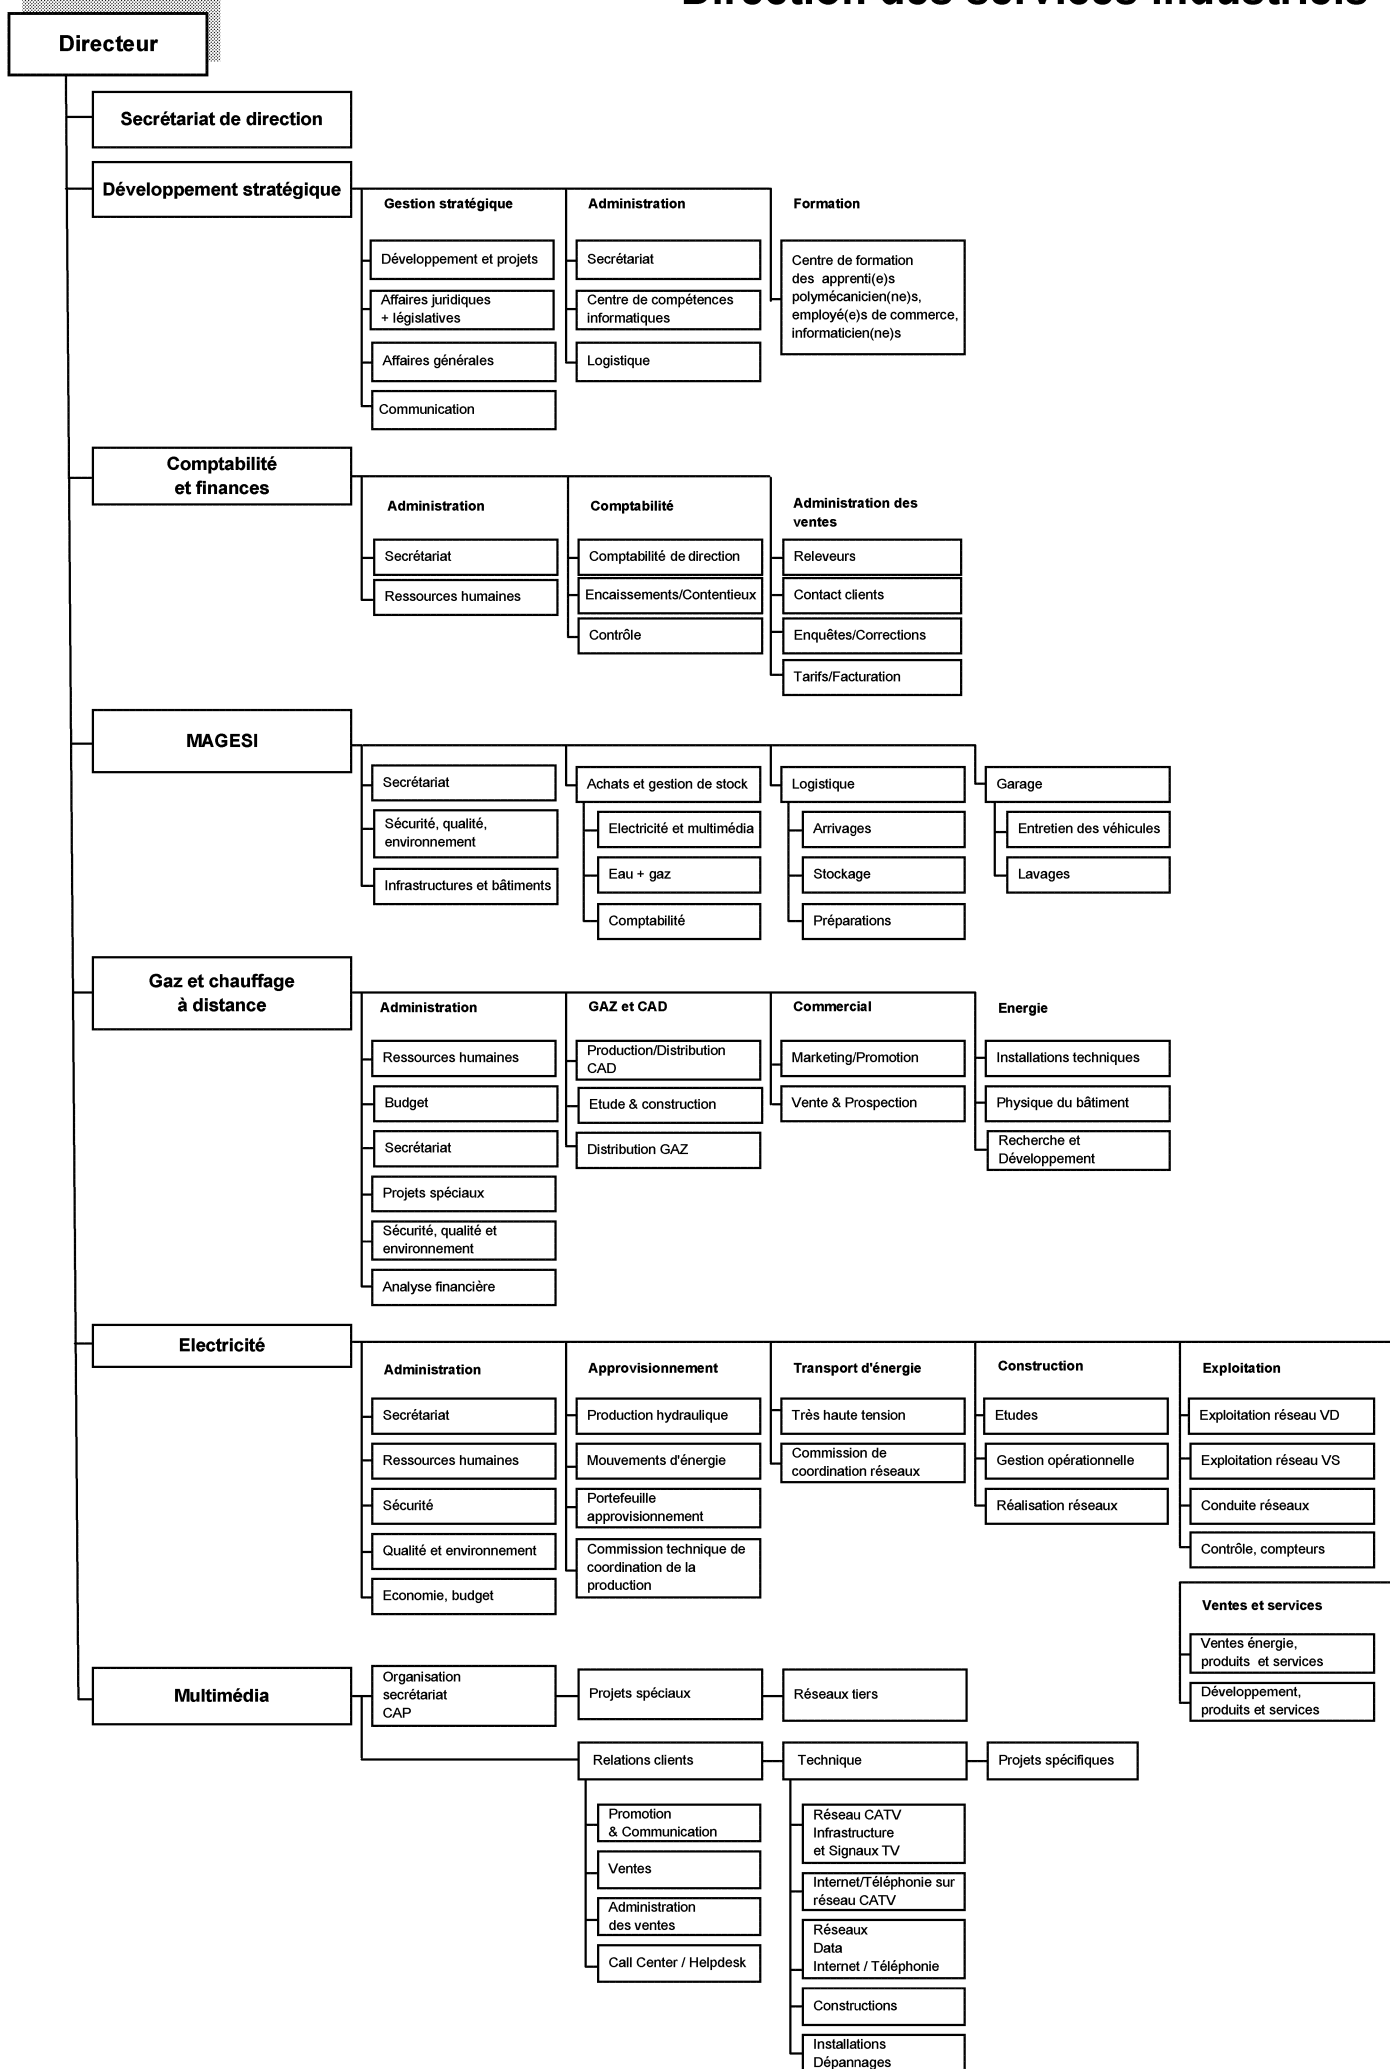 Direction des services industriels
Directeur
Secrétariat de direction
Développement stratégique
Gestion stratégique
Administration
Formation
Développement et projets
Secrétariat
Centre de formation
des apprenti(e)s
polymécanicien(ne)s,
employé(e)s de commerce,
informaticien(ne)s
Affaires juridiques
+ législatives
Centre de compétences
informatiques
Affaires générales
Logistique
Communication
Comptabilité
et finances
Administration
Comptabilité
Administration des
ventes
Secrétariat
Comptabilité de direction
Releveurs
Ressources humaines
Encaissements/Contentieux
Contact clients
Contrôle
Enquêtes/Corrections
Tarifs/Facturation
MAGESI
Secrétariat
Achats et gestion de stock
Logistique
Garage
Sécurité, qualité,
environnement
Electricité et multimédia
Arrivages
Entretien des véhicules
Infrastructures et bâtiments
Eau + gaz
Stockage
Lavages
Comptabilité
Préparations
Gaz et chauffage
à distance
Administration
GAZ et CAD
Commercial
Energie
Ressources humaines
Production/Distribution
CAD
Marketing/Promotion
Installations techniques
Budget
Etude & construction
Vente & Prospection
Physique du bâtiment
Secrétariat
Distribution GAZ
Recherche et
Développement
Projets spéciaux
Sécurité, qualité et
environnement
Analyse financière
Electricité
Administration
Approvisionnement
Transport d'énergie
Construction
Exploitation
Secrétariat
Production hydraulique
Très haute tension
Etudes
Exploitation réseau VD
Ressources humaines
Mouvements d'énergie
Commission de
coordination réseaux
Gestion opérationnelle
Exploitation réseau VS
Sécurité
Portefeuille
approvisionnement
Réalisation réseaux
Conduite réseaux
Qualité et environnement
Commission technique de
coordination de la
production
Contrôle, compteurs
Economie, budget
Ventes et services
Ventes énergie,
produits et services
Développement,
produits et services
Multimédia
Organisation
secrétariat
CAP
Projets spéciaux
Réseaux tiers
Relations clients
Technique
Projets spécifiques
Promotion
& Communication
Réseau CATV
Infrastructure
et Signaux TV
Ventes
Internet/Téléphonie sur
réseau CATV
Administration
des ventes
Réseaux
Data
Internet / Téléphonie
Call Center / Helpdesk
Constructions
Installations
Dépannages